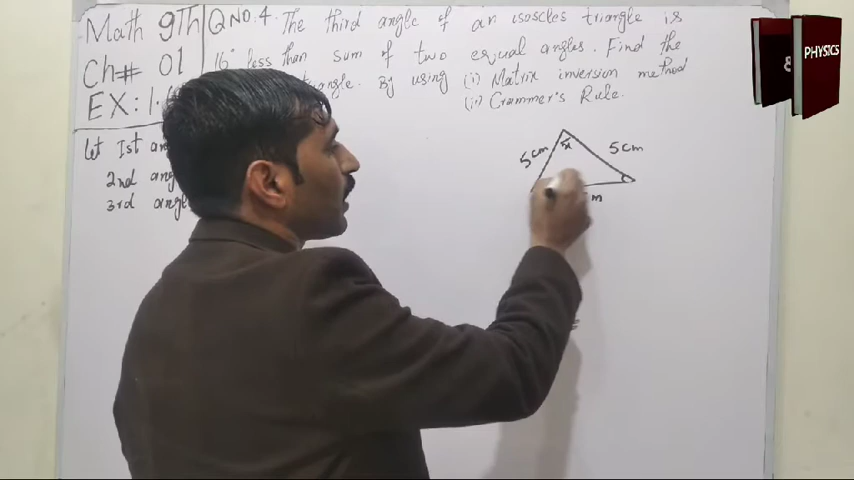 Math 9Th
Ch# 01
EX: 1.
Q NO. 4. The third angle of an isoscles triangle is
16° less than sum of two equal angles. Find the
triangle. By using (i) Matrix inversion method
(ii) Crammer's Rule.
let Ist an
2nd ang
3rd angl
5cm
x
5cm
m
PHYSICS